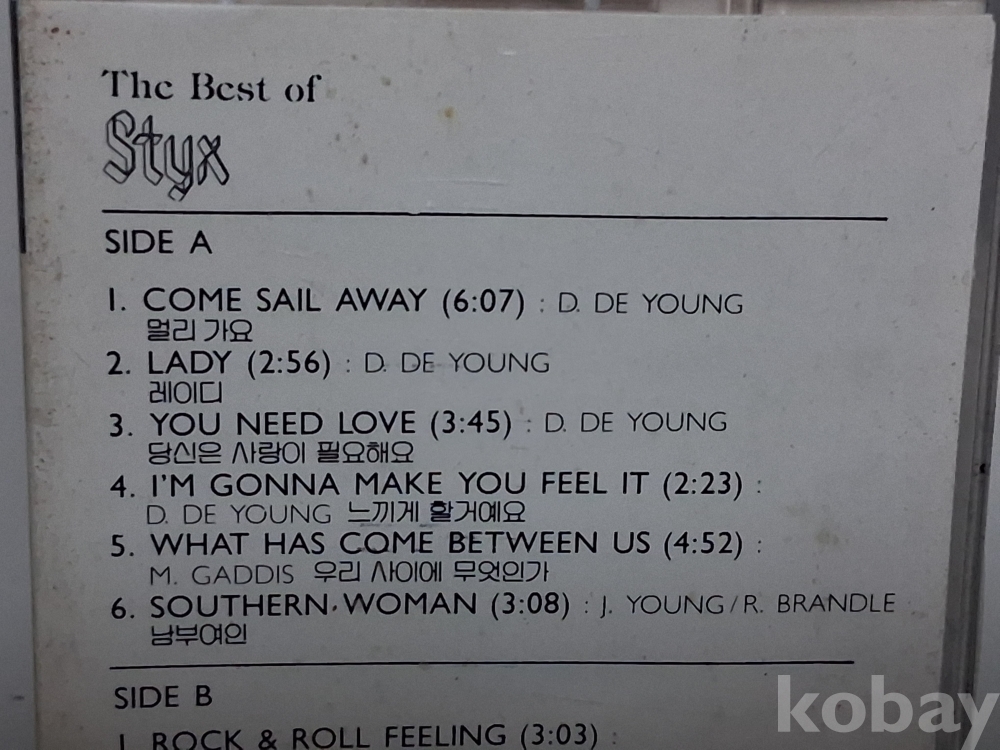 The Best of
Styx
SIDE A
1. COME SAIL AWAY (6:07) : D. DE YOUNG
멀리 가요
2. LADY (2:56) : D. DE YOUNG
레이디
3. YOU NEED LOVE (3:45) : D. DE YOUNG
당신은 사랑이 필요해요
4. I'M GONNA MAKE YOU FEEL IT (2:23) :
D. DE YOUNG 느끼게 할거예요
5. WHAT HAS COME BETWEEN US (4:52) :
M. GADDIS 우리 사이에 무엇인가
6. SOUTHERN·WOMAN (3:08) : J. YOUNG/R. BRANDLE
남부여인
SIDE B
1. ROCK & ROLL FEELING (3:03) :
kobay